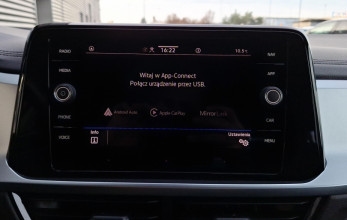 RADIO
MEDIA
PHONE
VOICE
16:22
15.5°C
Witaj w App-Connect
Połącz urządzenie przez USB.
Android Auto
Apple CarPlay
MirrorLink
Info
Ustawienia
NAV
APP
CAR
MENU